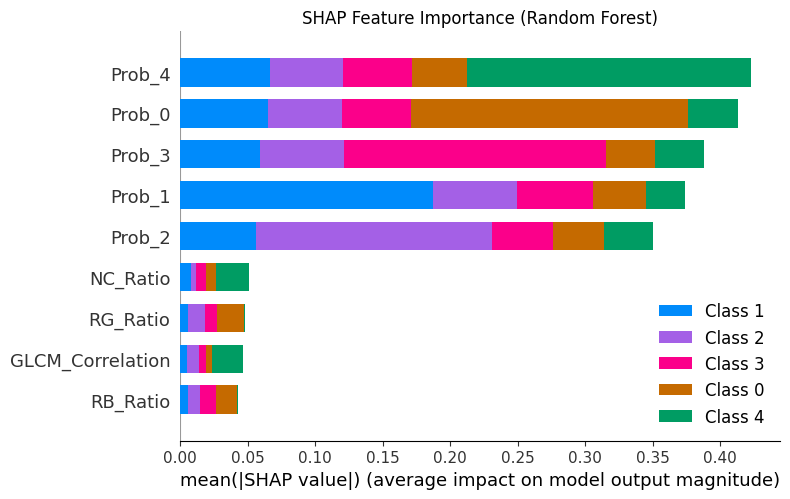 SHAP Feature Importance (Random Forest)
Prob_4
Prob_0
Prob_3
Prob_1
Prob_2
NC_Ratio
RG_Ratio
GLCM_Correlation
RB_Ratio
Class 1
Class 2
Class 3
Class 0
Class 4
0.00 0.05 0.10 0.15 0.20 0.25 0.30 0.35 0.40
mean(|SHAP value|) (average impact on model output magnitude)